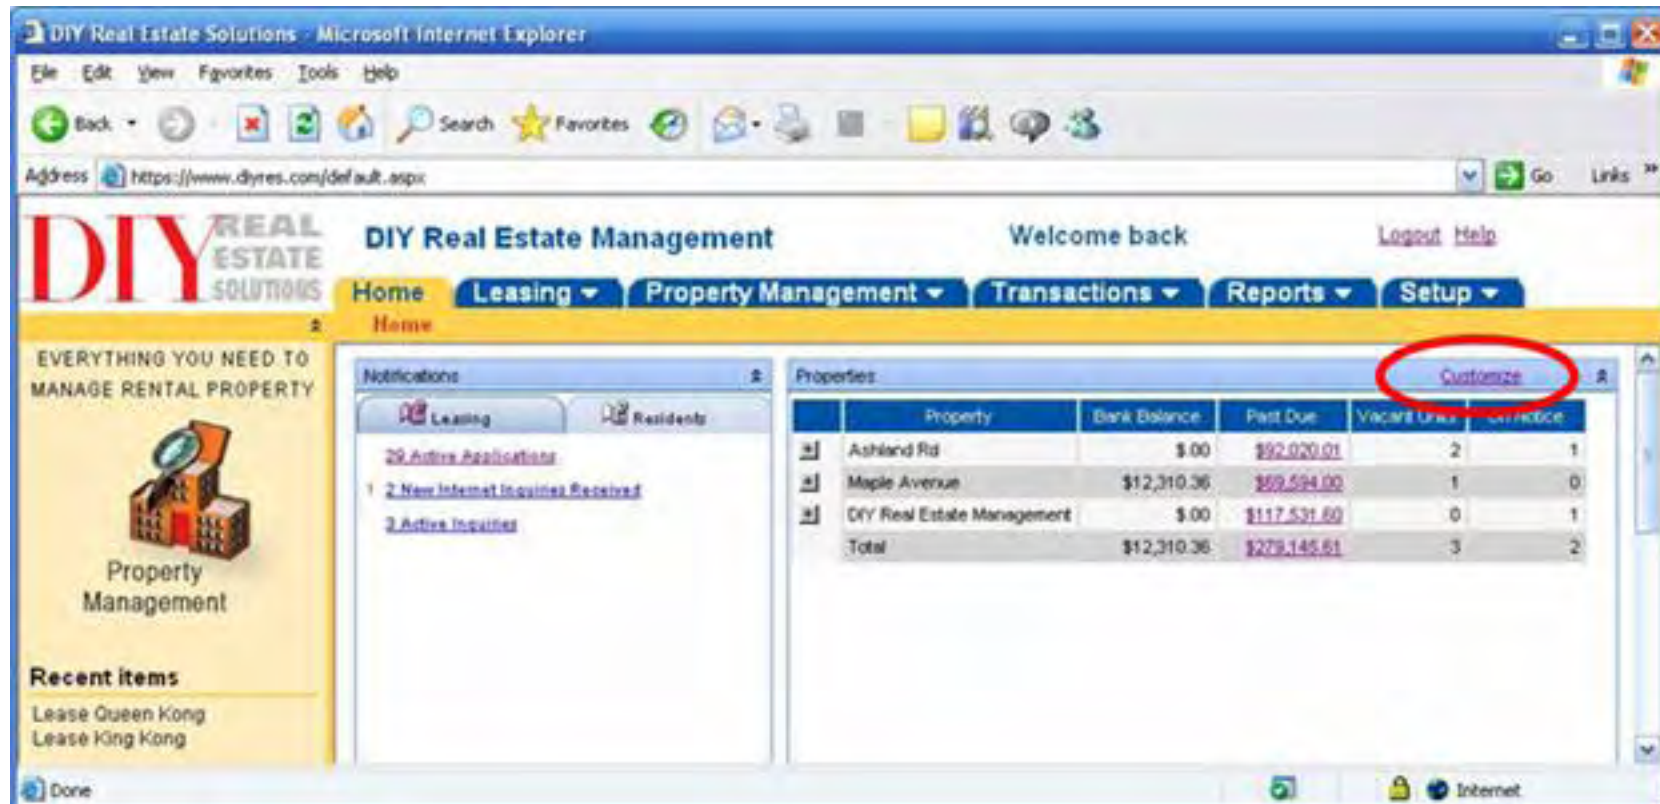 DIY Real Estate Solutions - Microsoft Internet Explorer
File Edit View Favorites Tools Help
Back Search Favorites
Address https://www.diyres.com/default.aspx Go Links
DIY REAL ESTATE SOLUTIONS
DIY Real Estate Management Welcome back Logout Help
Home Leasing Property Management Transactions Reports Setup
Home
EVERYTHING YOU NEED TO
MANAGE RENTAL PROPERTY
Property
Management
Recent items
Lease Queen Kong
Lease King Kong
Notifications
Leasing Residents
29 Active Applications
! 2 New Internet Inquiries Received
3 Active Inquiries
Properties Customize
Property Bank Balance Past Due Vacant Units On Notice
Ashland Rd $.00 $92,020.01 2 1
Maple Avenue $12,310.36 $69,594.00 1 0
DIY Real Estate Management $.00 $117,531.60 0 1
Total $12,310.36 $279,145.61 3 2
Done Internet